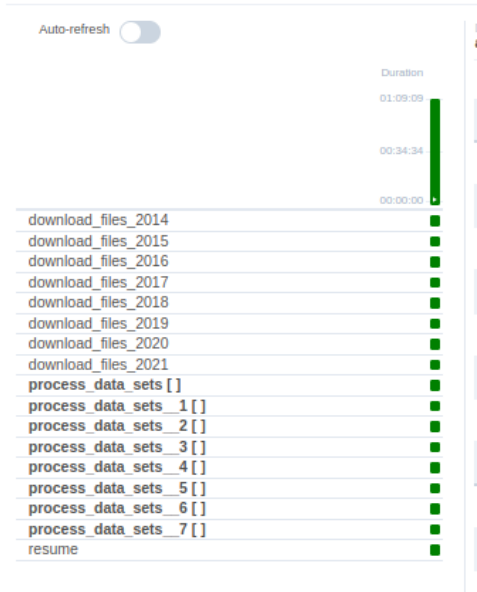 Auto-refresh
Duration
01:09:09
00:34:34
00:00:00
download_files_2014
download_files_2015
download_files_2016
download_files_2017
download_files_2018
download_files_2019
download_files_2020
download_files_2021
process_data_sets [ ]
process_data_sets__1 [ ]
process_data_sets__2 [ ]
process_data_sets__3 [ ]
process_data_sets__4 [ ]
process_data_sets__5 [ ]
process_data_sets__6 [ ]
process_data_sets__7 [ ]
resume